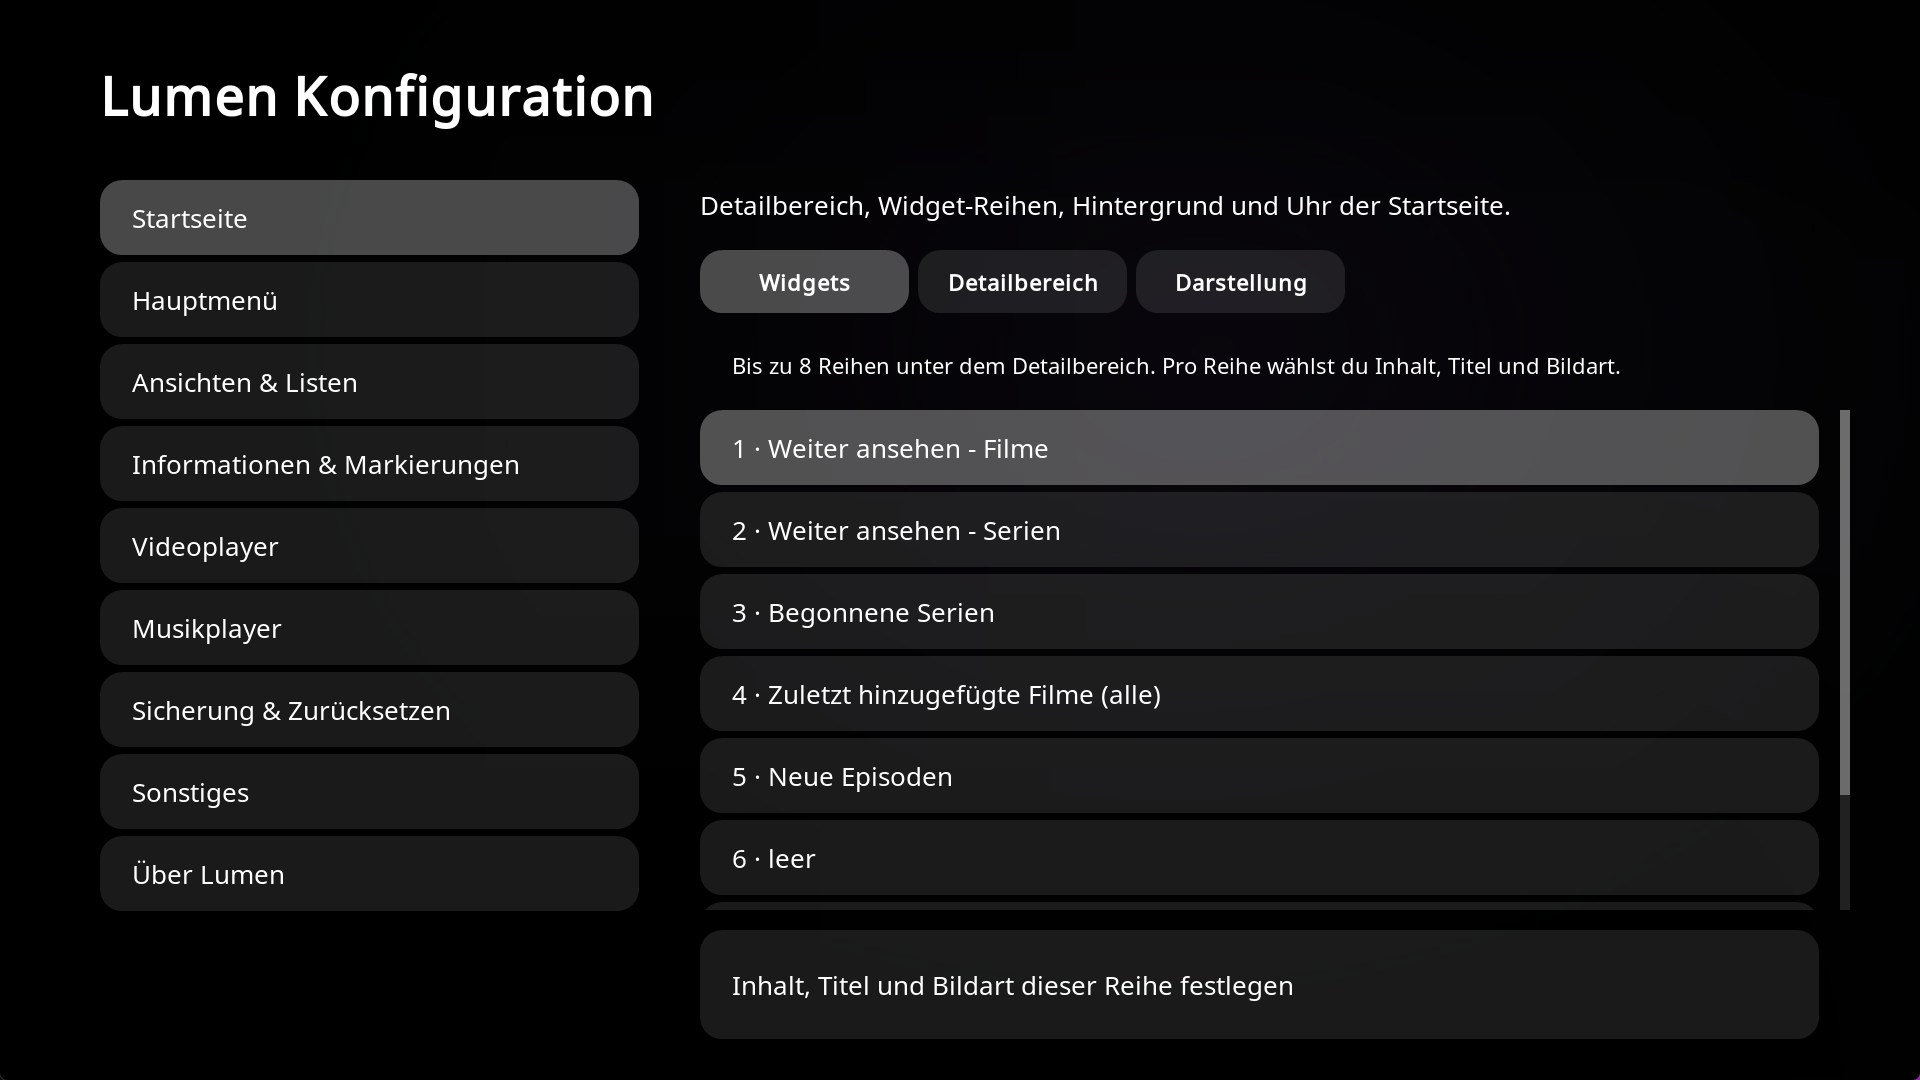 Lumen Konfiguration
Startseite
Hauptmenü
Ansichten & Listen
Informationen & Markierungen
Videoplayer
Musikplayer
Sicherung & Zurücksetzen
Sonstiges
Über Lumen
Detailbereich, Widget-Reihen, Hintergrund und Uhr der Startseite.
Widgets
Detailbereich
Darstellung
Bis zu 8 Reihen unter dem Detailbereich. Pro Reihe wählst du Inhalt, Titel und Bildart.
1 · Weiter ansehen - Filme
2 · Weiter ansehen - Serien
3 · Begonnene Serien
4 · Zuletzt hinzugefügte Filme (alle)
5 · Neue Episoden
6 · leer
Inhalt, Titel und Bildart dieser Reihe festlegen